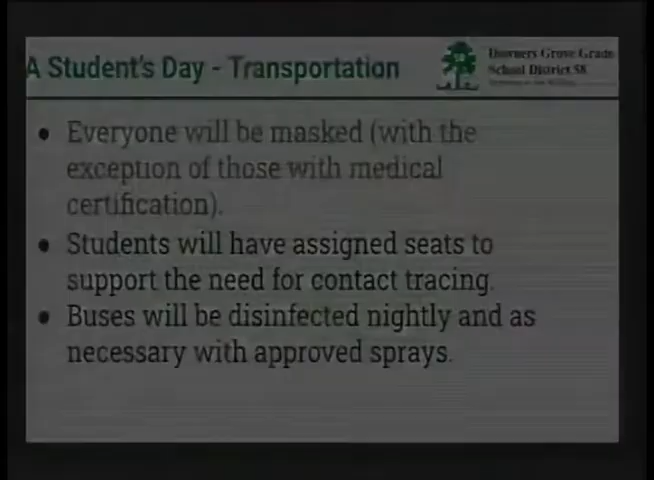 A Student's Day - Transportation
Downers Grove Grade
School District 58
● Everyone will be masked (with the
exception of those with medical
certification).
● Students will have assigned seats to
support the need for contact tracing.
● Buses will be disinfected nightly and as
necessary with approved sprays.